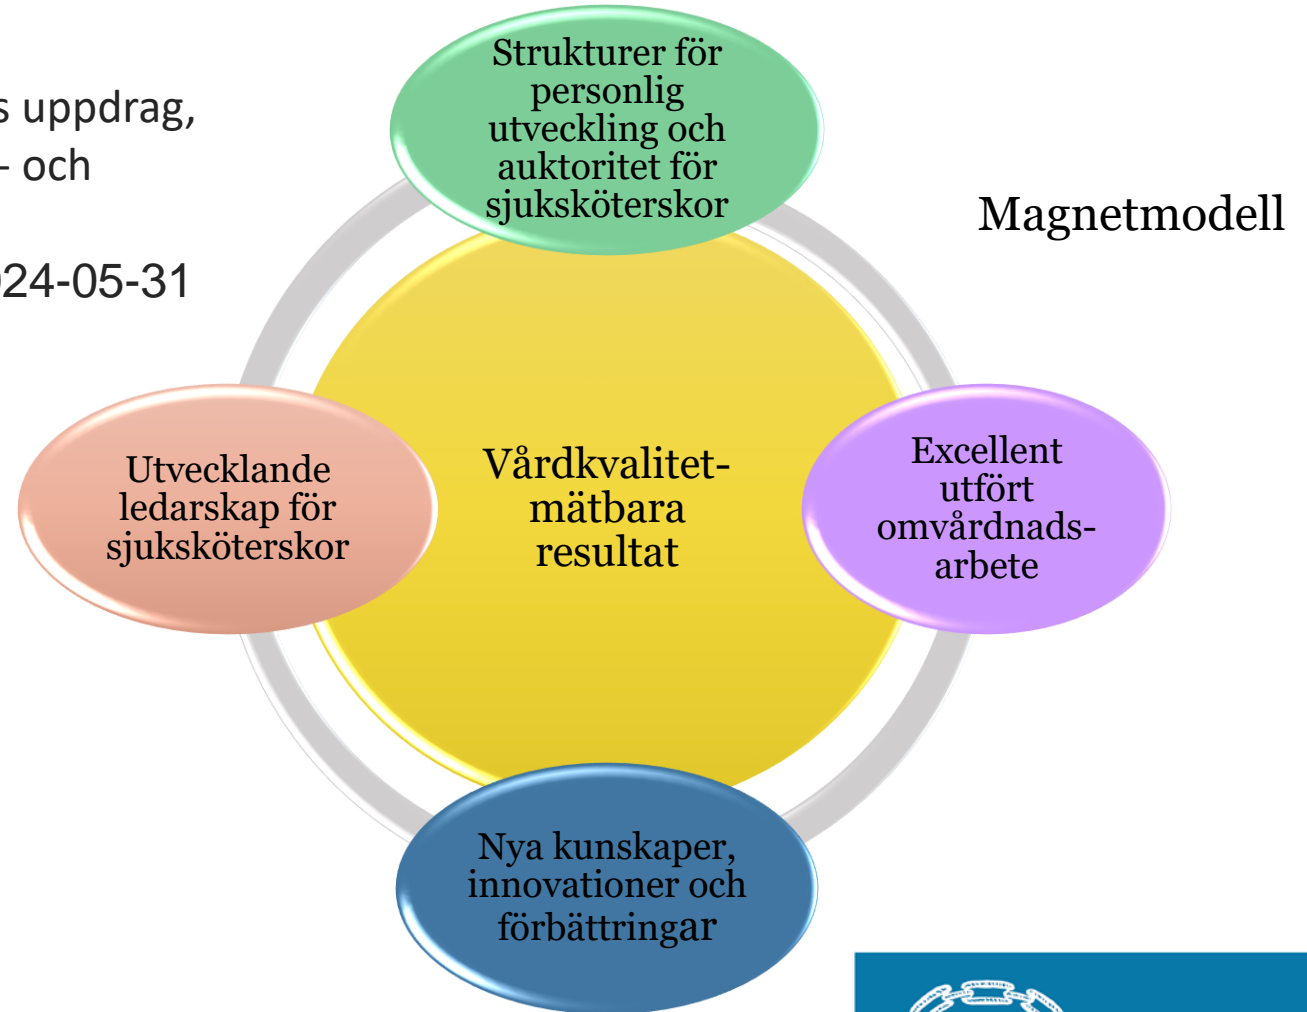 s uppdrag,
- och
24-05-31
Strukturer för
personlig
utveckling och
auktoritet för
sjuksköterskor
Magnetmodell
Utvecklande
ledarskap för
sjuksköterskor
Vårdkvalitet-
mätbara
resultat
Excellent
utfört
omvårdnads-
arbete
Nya kunskaper,
innovationer och
förbättringar